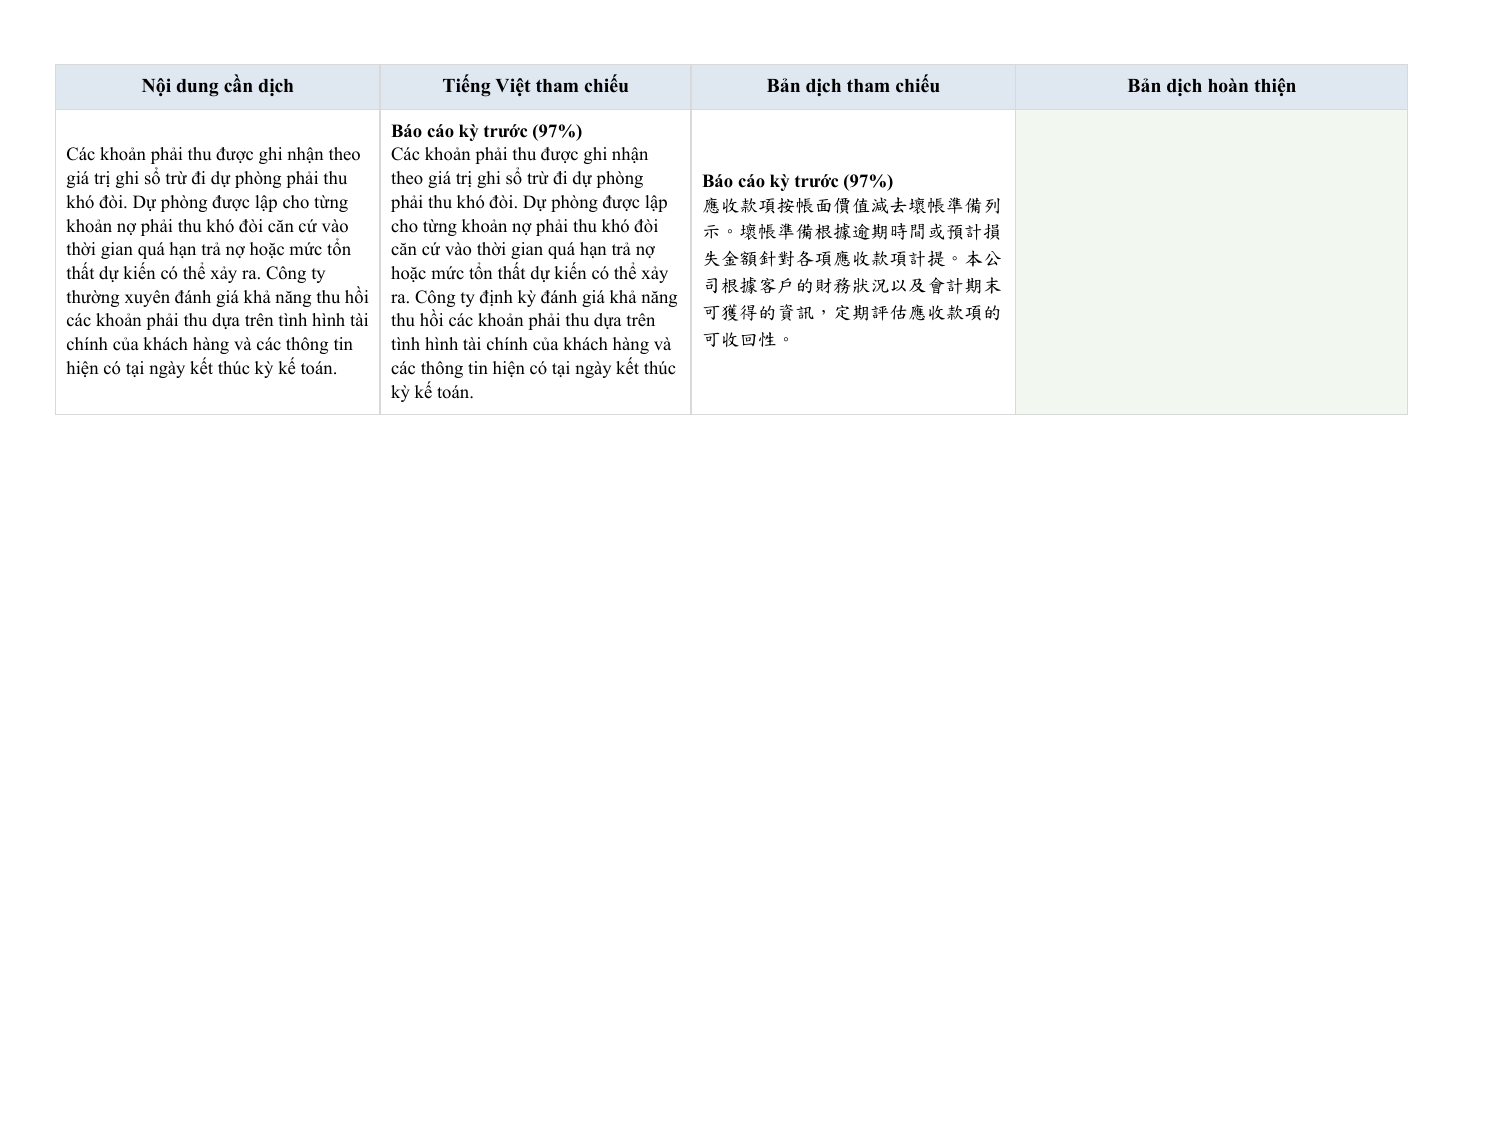 Nội dung cần dịch
Tiếng Việt tham chiếu
Bản dịch tham chiếu
Bản dịch hoàn thiện
Các khoản phải thu được ghi nhận theo
giá trị ghi sổ trừ đi dự phòng phải thu
khó đòi. Dự phòng được lập cho từng
khoản nợ phải thu khó đòi căn cứ vào
thời gian quá hạn trả nợ hoặc mức tổn
thất dự kiến có thể xảy ra. Công ty
thường xuyên đánh giá khả năng thu hồi
các khoản phải thu dựa trên tình hình tài
chính của khách hàng và các thông tin
hiện có tại ngày kết thúc kỳ kế toán.
Báo cáo kỳ trước (97%)
Các khoản phải thu được ghi nhận
theo giá trị ghi sổ trừ đi dự phòng
phải thu khó đòi. Dự phòng được lập
cho từng khoản nợ phải thu khó đòi
căn cứ vào thời gian quá hạn trả nợ
hoặc mức tổn thất dự kiến có thể xảy
ra. Công ty định kỳ đánh giá khả năng
thu hồi các khoản phải thu dựa trên
tình hình tài chính của khách hàng và
các thông tin hiện có tại ngày kết thúc
kỳ kế toán.
Báo cáo kỳ trước (97%)
應收款項按帳面價值減去壞帳準備列
示。壞帳準備根據逾期時間或預計損
失金額針對各項應收款項計提。本公
司根據客戶的財務狀況以及會計期末
可獲得的資訊，定期評估應收款項的
可收回性。